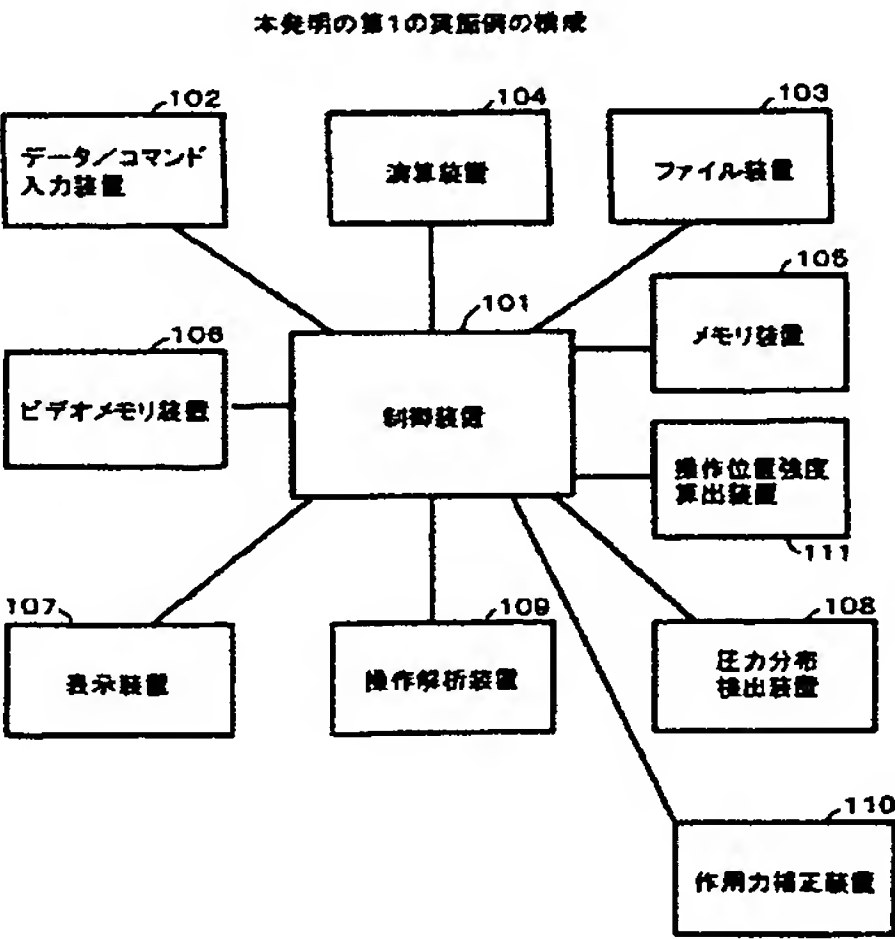 本発明の第1の実施例の構成
102
104
103
データ/コマンド
入力装置
演算装置
ファイル装置
105
101
メモリ装置
106
ビデオメモリ装置
制御装置
操作位置強度
算出装置
111
107
109
108
表示装置
操作解析装置
圧力分布
検出装置
110
作用力補正装置